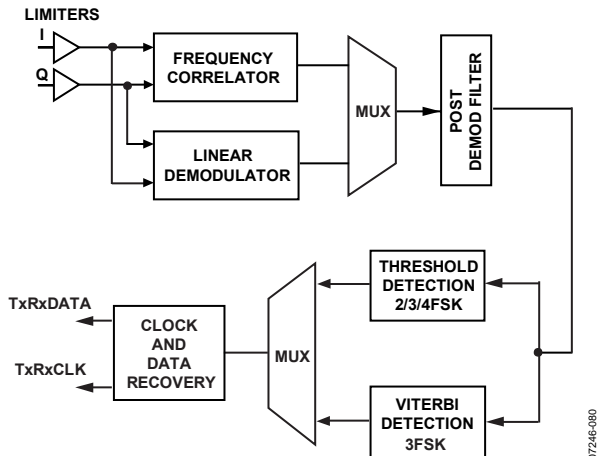 LIMITERS
I
Q
FREQUENCY
CORRELATOR
LINEAR
DEMODULATOR
MUX
POST
DEMOD FILTER
THRESHOLD
DETECTION
2/3/4FSK
VITERBI
DETECTION
3FSK
MUX
CLOCK
AND
DATA
RECOVERY
TxRxDATA
TxRxCLK
07246-080